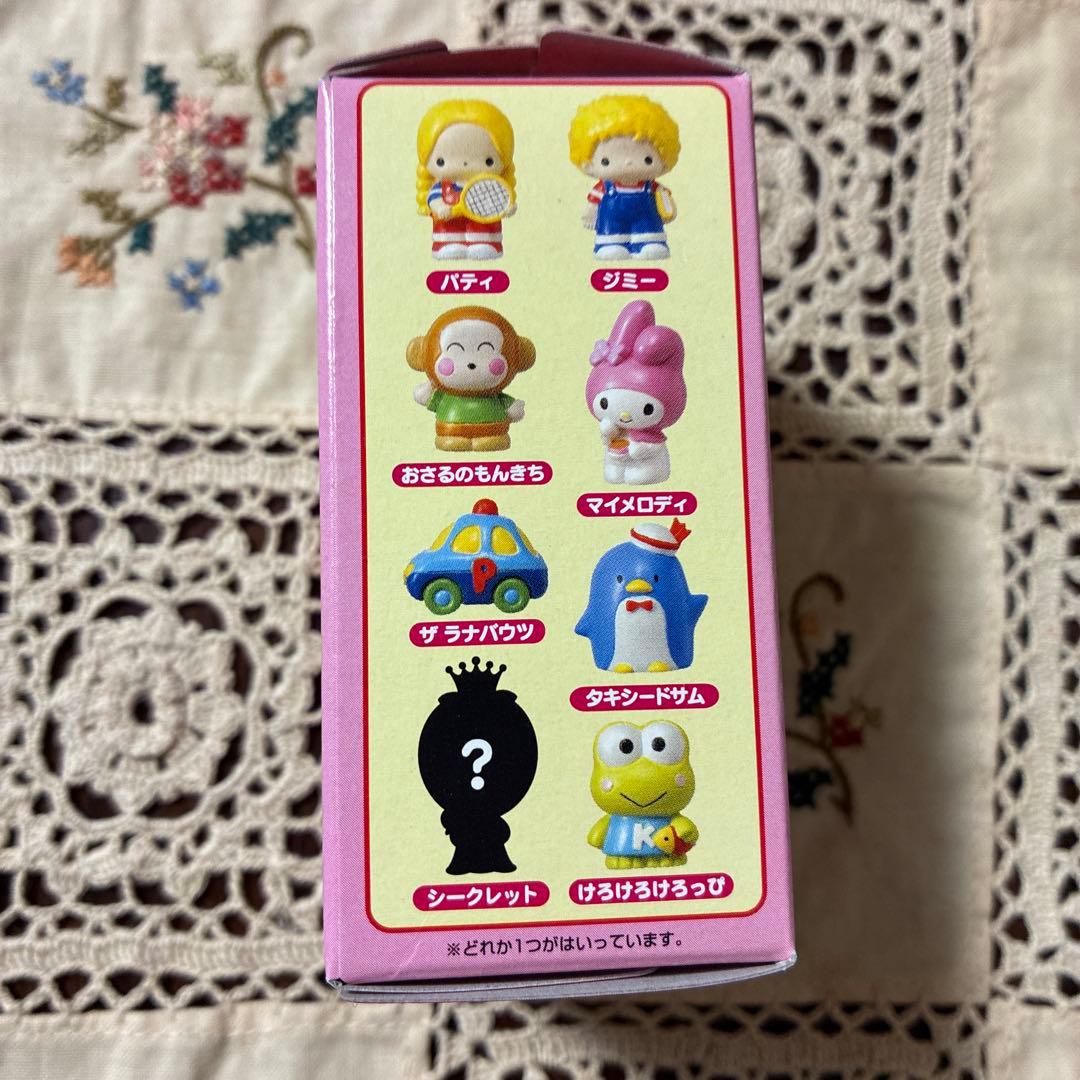 パティ
ジミー
おさるのもんきち
マイメロディ
P
ザ ラナバウツ
タキシードサム
?
K
シークレット
けろけろけろっぴ
※どれか1つがはいっています。